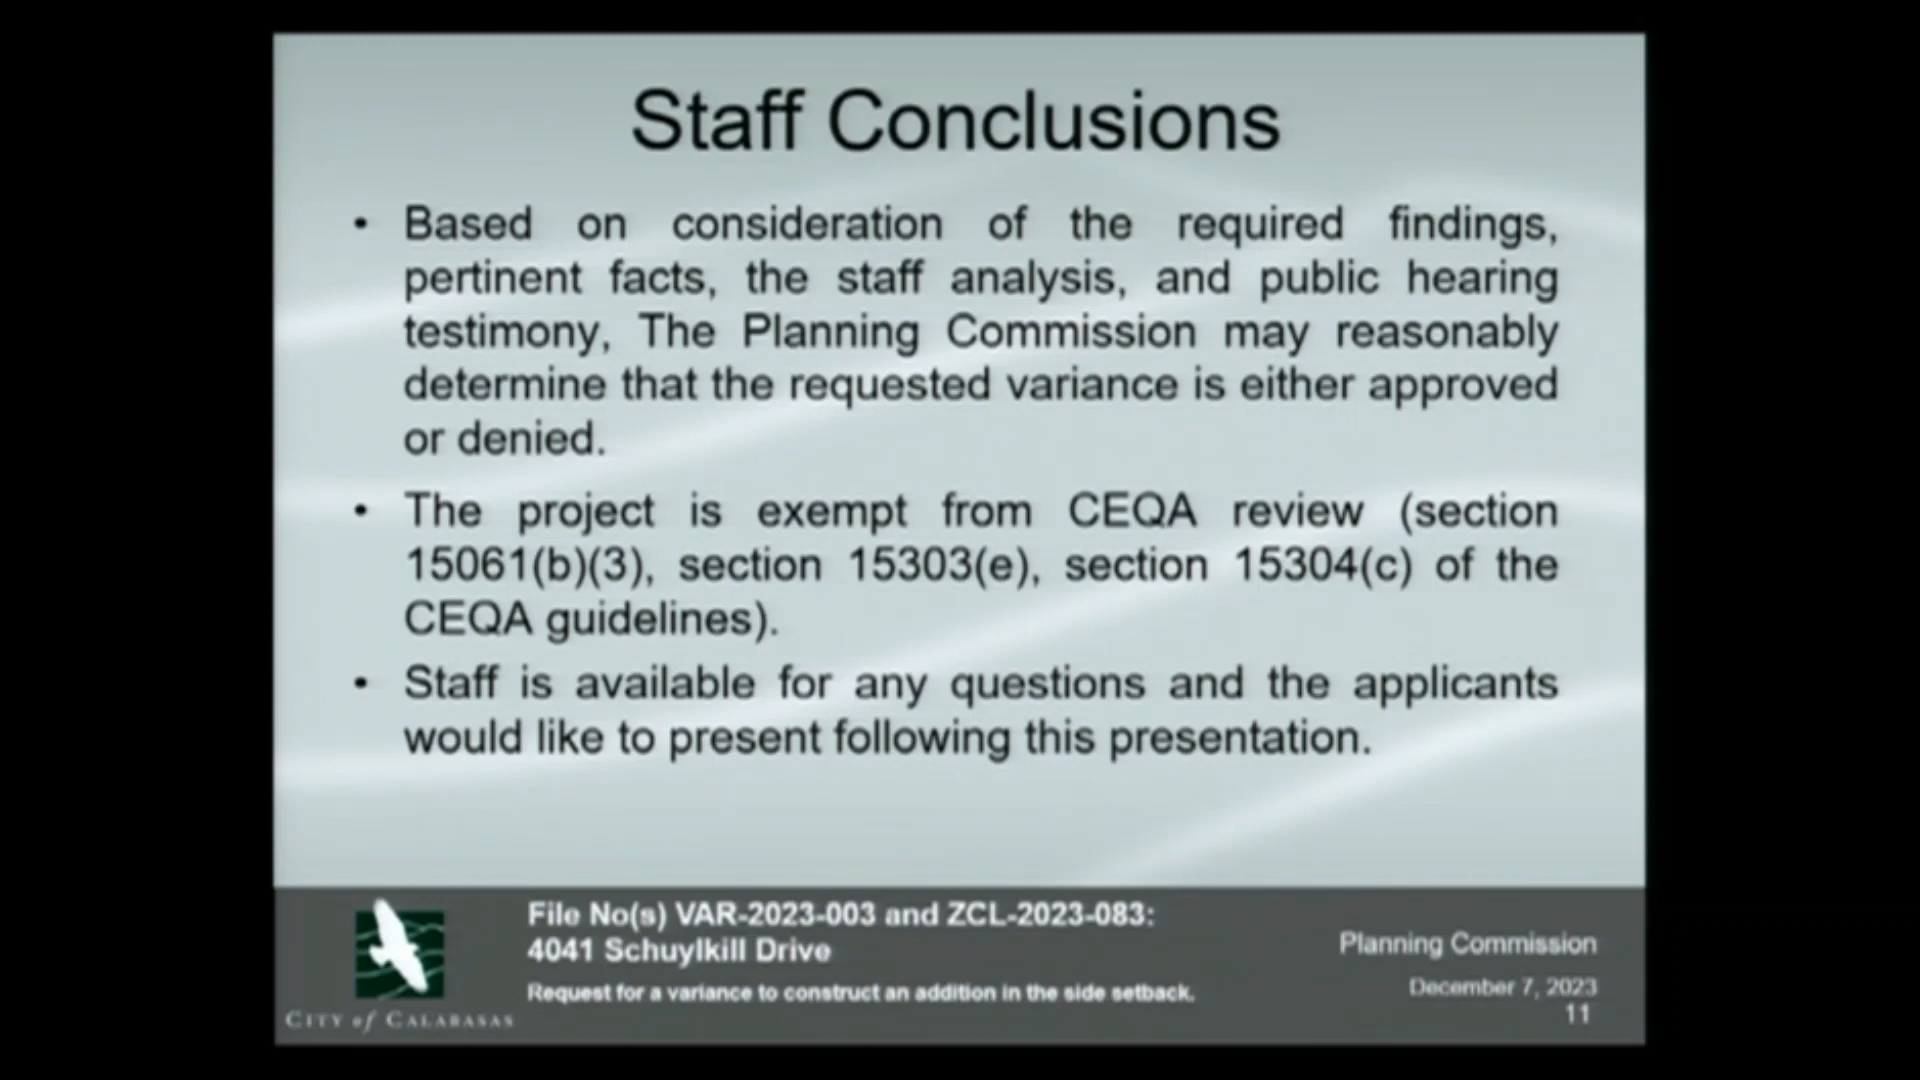 Staff Conclusions
• Based on consideration of the required findings,
pertinent facts, the staff analysis, and public hearing
testimony, The Planning Commission may reasonably
determine that the requested variance is either approved
or denied.
• The project is exempt from CEQA review (section
15061(b)(3), section 15303(e), section 15304(c) of the
CEQA guidelines).
• Staff is available for any questions and the applicants
would like to present following this presentation.
CITY of CALABASAS
File No(s) VAR-2023-003 and ZCL-2023-083:
4041 Schuylkill Drive
Request for a variance to construct an addition in the side setback.
Planning Commission
December 7, 2023
11